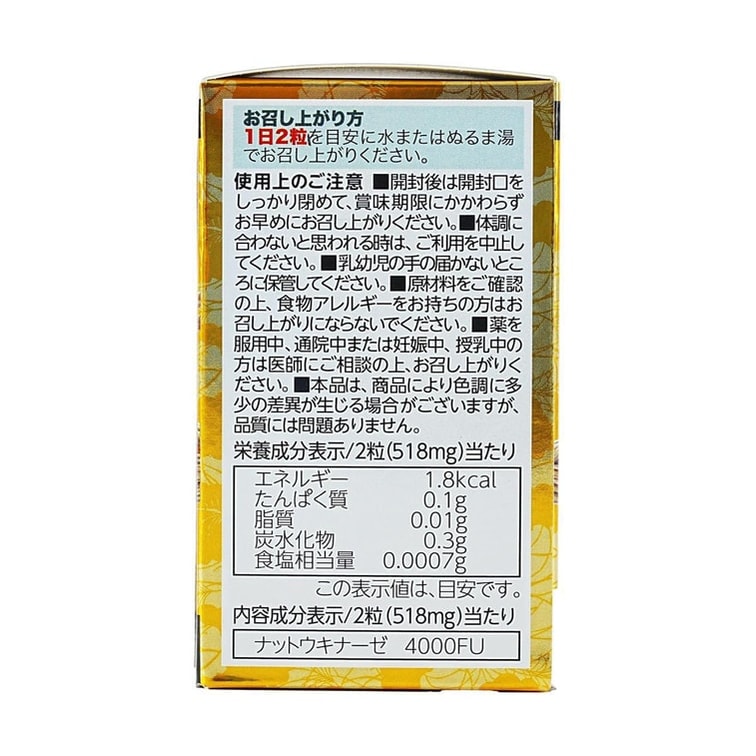 お召し上がり方
1日2粒を目安に水またはぬるま湯
でお召し上がりください。
使用上のご注意 ■開封後は開封口を
しっかり閉めて、賞味期限にかかわらず
お早めにお召し上がりください。■体調に
合わないと思われる時は、ご利用を中止し
てください。■乳幼児の手の届かないとこ
ろに保管してください。■原材料をご確認
の上、食物アレルギーをお持ちの方はお
召し上がりにならないでください。■薬を
服用中、通院中または妊娠中、授乳中の
方は医師にご相談の上、お召し上がりく
ださい。■本品は、商品により色調に多
少の差異が生じる場合がございますが、
品質には問題ありません。
栄養成分表示/2粒(518mg)当たり
エネルギー 1.8kcal
たんぱく質 0.1g
脂質 0.01g
炭水化物 0.3g
食塩相当量 0.0007g
この表示値は、目安です。
内容成分表示/2粒(518mg)当たり
ナットウキナーゼ 4000FU